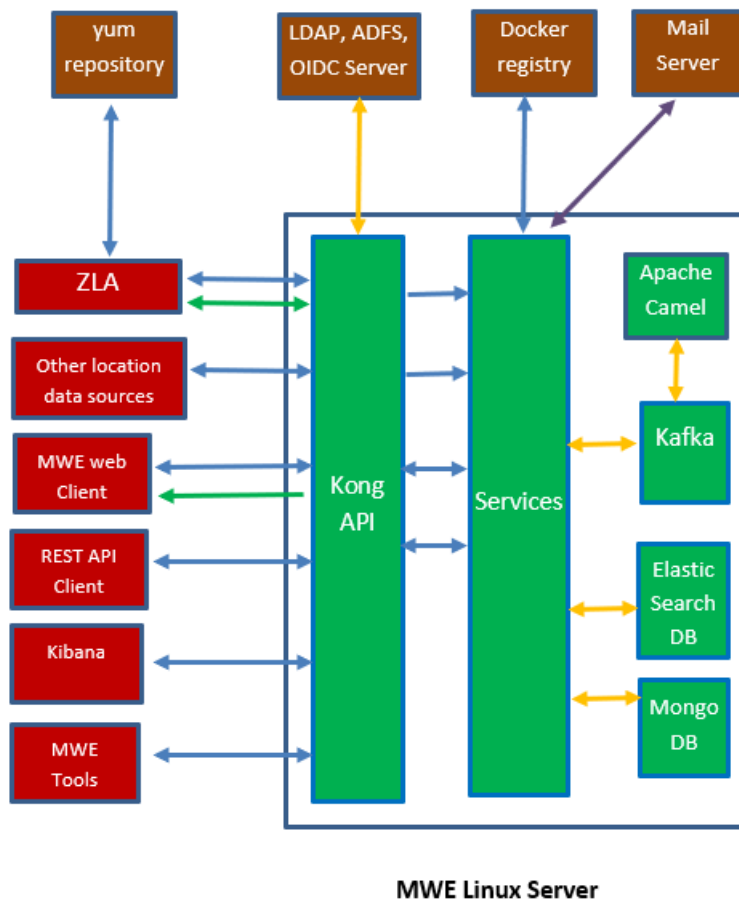 yum
repository
LDAP, ADFS,
OIDC Server
Docker
registry
Mail
Server
ZLA
Other location
data sources
MWE web
Client
REST API
Client
Kibana
MWE
Tools
Kong
API
Services
Apache
Camel
Kafka
Elastic
Search
DB
Mongo
DB
MWE Linux Server